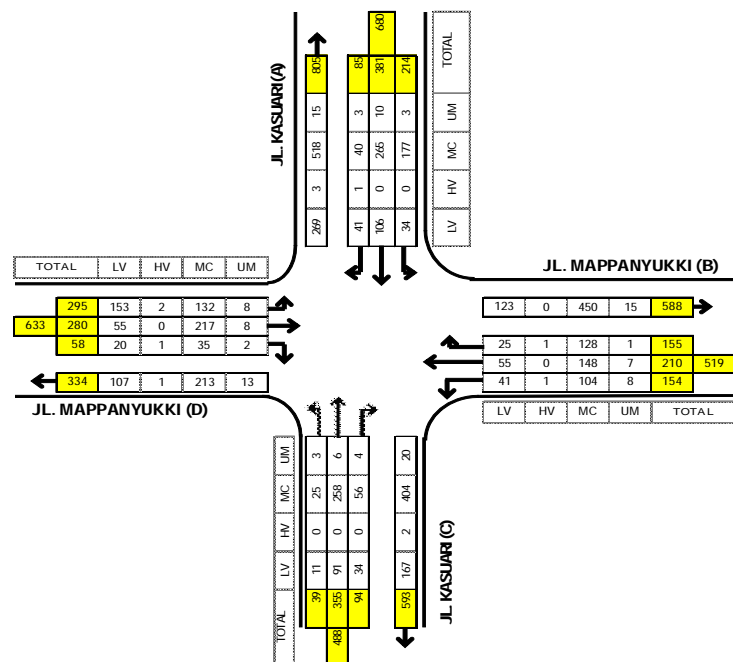 JL. KASUARI (A)
805 15 518 3 269
680
85 3 40 1 41
381 10 265 0 106
214 3 177 0 34
TOTAL UM MC HV LV
TOTAL LV HV MC UM
633
295 153 2 132 8
280 55 0 217 8
58 20 1 35 2
334 107 1 213 13
JL. MAPPANYUKKI (D)
JL. MAPPANYUKKI (B)
123 0 450 15 588
25 1 128 1 155
55 0 148 7 210 519
41 1 104 8 154
LV HV MC UM TOTAL
UM MC HV LV TOTAL
3 25 0 11 39
6 258 0 91 355 488
4 56 0 34 94
20 404 2 167 593
JL. KASUARI (C)